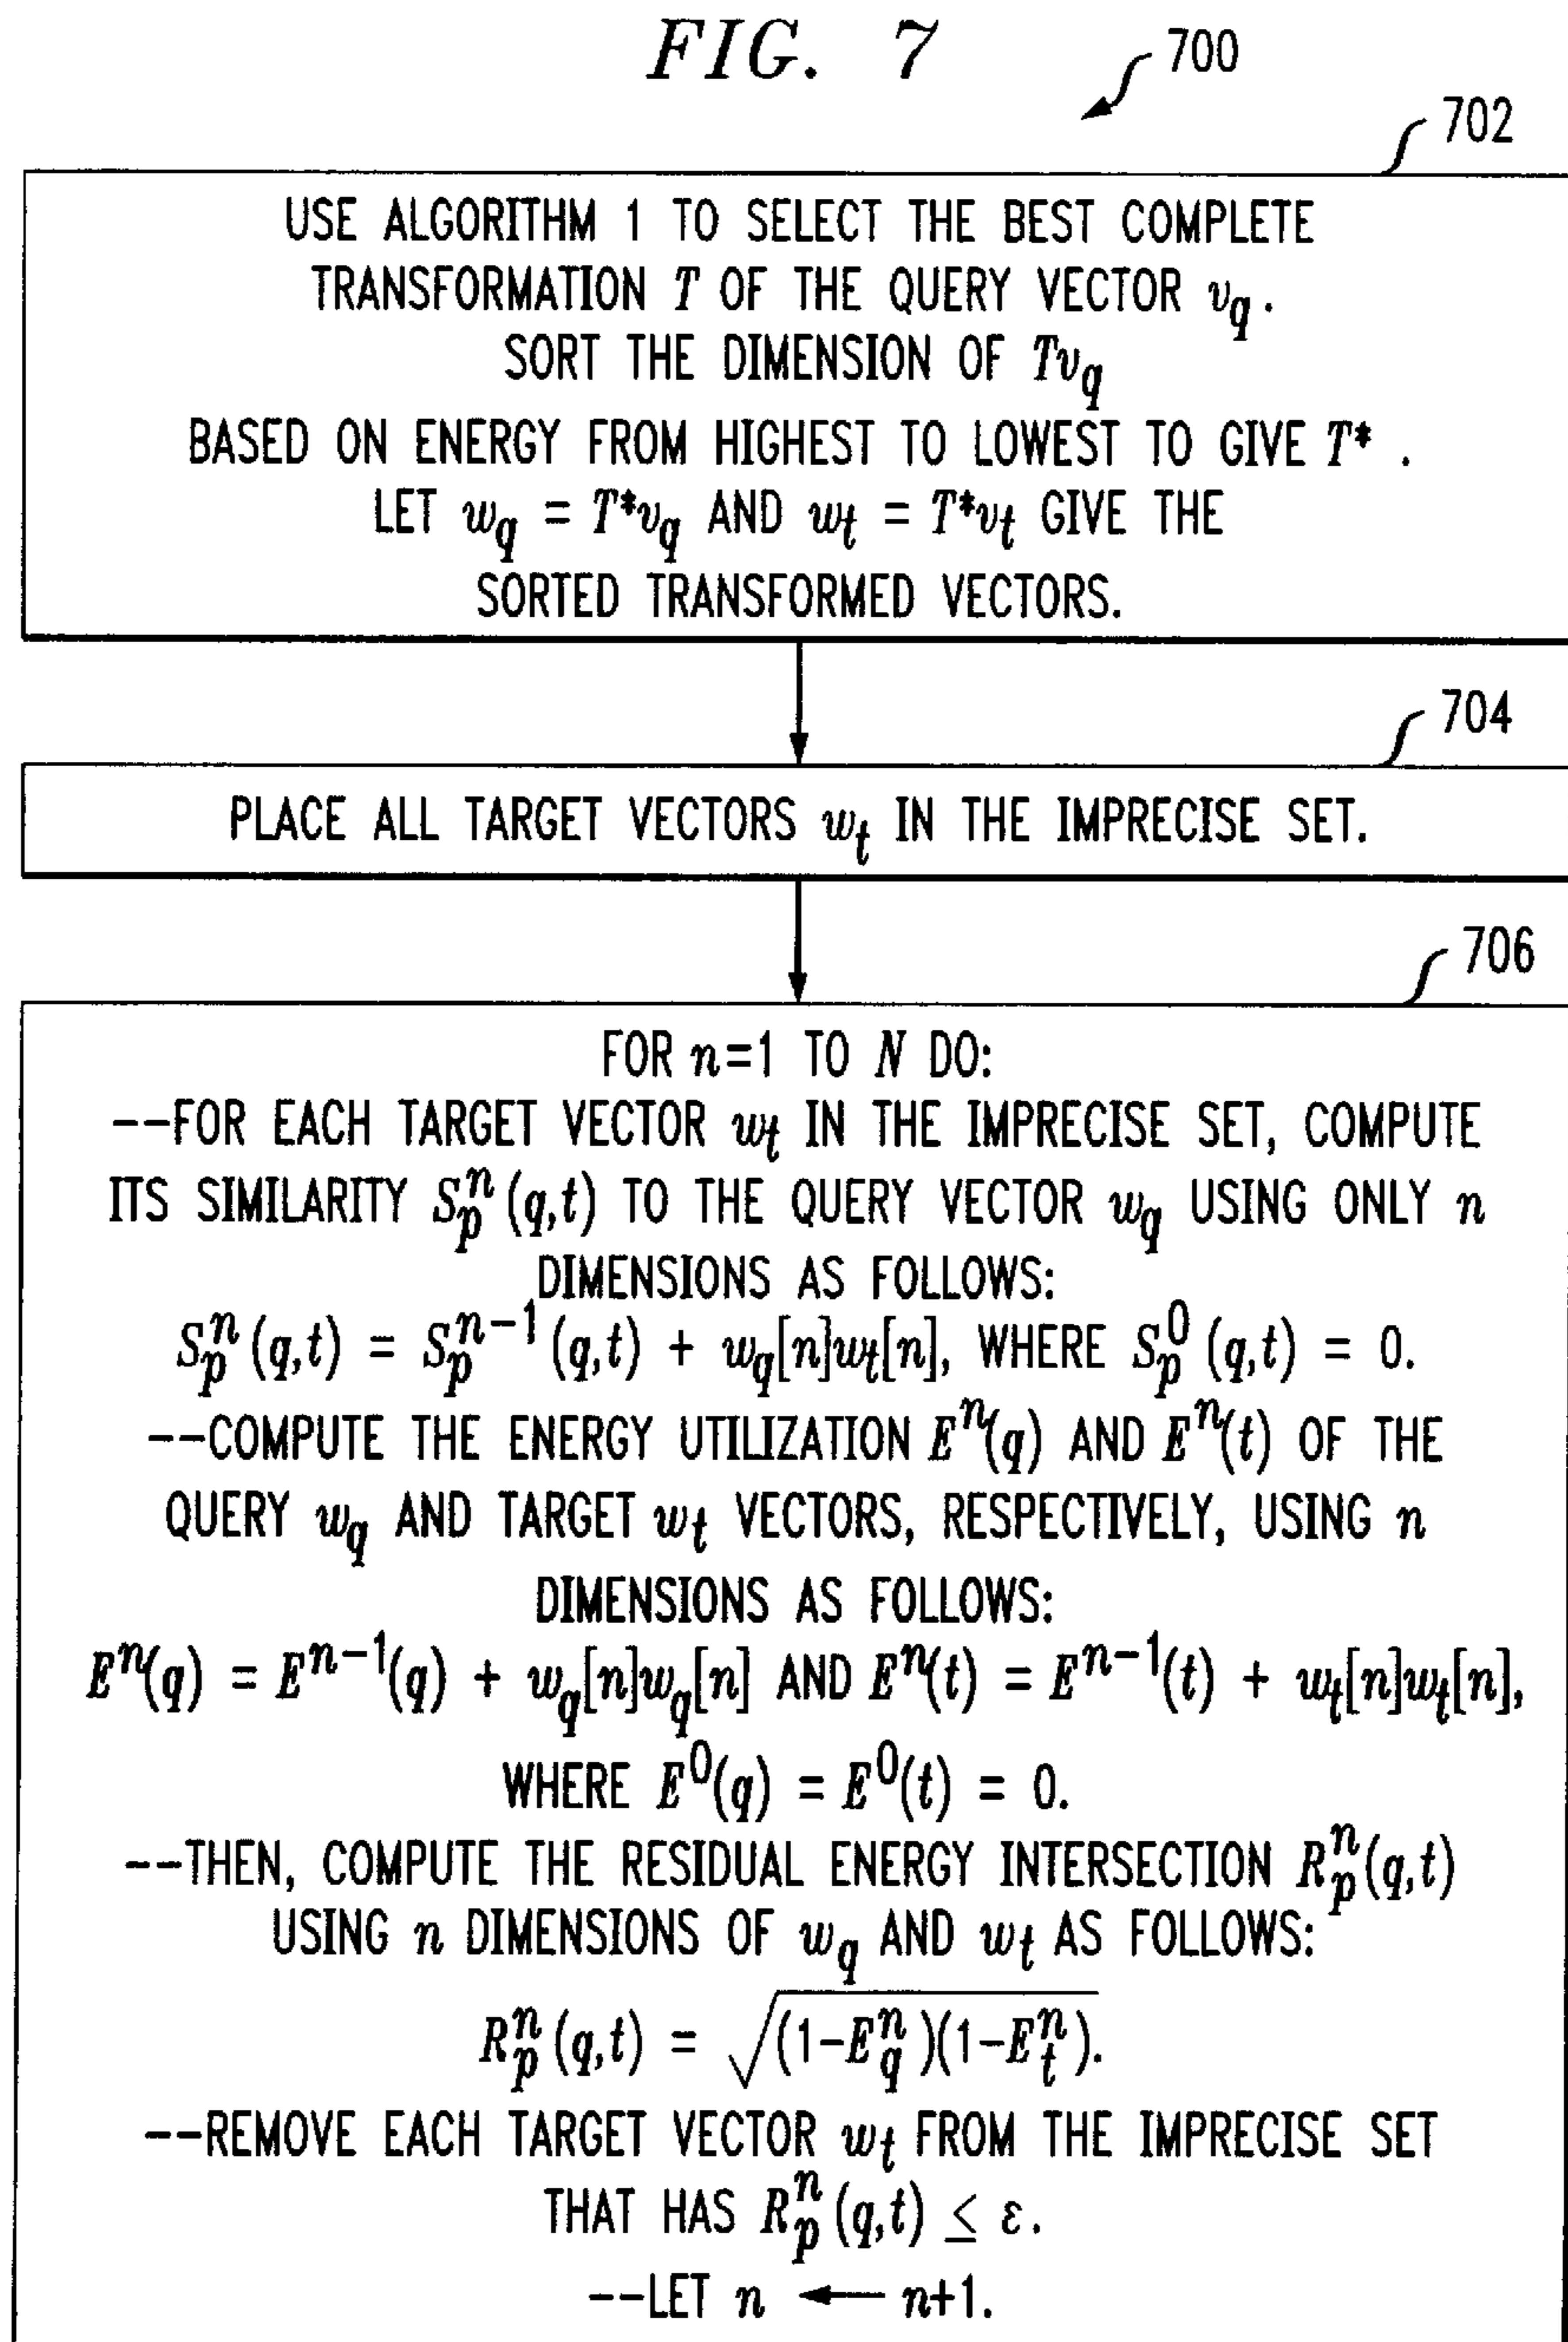 FIG. 7
700
702
USE ALGORITHM 1 TO SELECT THE BEST COMPLETE
TRANSFORMATION T OF THE QUERY VECTOR v_q.
SORT THE DIMENSION OF Tv_q
BASED ON ENERGY FROM HIGHEST TO LOWEST TO GIVE T* .
LET w_q = T*v_q AND w_t = T*v_t GIVE THE
SORTED TRANSFORMED VECTORS.
704
PLACE ALL TARGET VECTORS w_t IN THE IMPRECISE SET.
706
FOR n=1 TO N DO:
--FOR EACH TARGET VECTOR w_t IN THE IMPRECISE SET, COMPUTE
ITS SIMILARITY S_p^n(q,t) TO THE QUERY VECTOR w_q USING ONLY n
DIMENSIONS AS FOLLOWS:
S_p^n(q,t) = S_p^{n-1}(q,t) + w_q[n]w_t[n], WHERE S_p^0(q,t) = 0.
--COMPUTE THE ENERGY UTILIZATION E^n(q) AND E^n(t) OF THE
QUERY w_q AND TARGET w_t VECTORS, RESPECTIVELY, USING n
DIMENSIONS AS FOLLOWS:
E^n(q) = E^{n-1}(q) + w_q[n]w_q[n] AND E^n(t) = E^{n-1}(t) + w_t[n]w_t[n],
WHERE E^0(q) = E^0(t) = 0.
--THEN, COMPUTE THE RESIDUAL ENERGY INTERSECTION R_p^n(q,t)
USING n DIMENSIONS OF w_q AND w_t AS FOLLOWS:
R_p^n(q,t) = √(1-E_q^n)(1-E_t^n).
--REMOVE EACH TARGET VECTOR w_t FROM THE IMPRECISE SET
THAT HAS R_p^n(q,t) ≤ ε.
--LET n ← n+1.